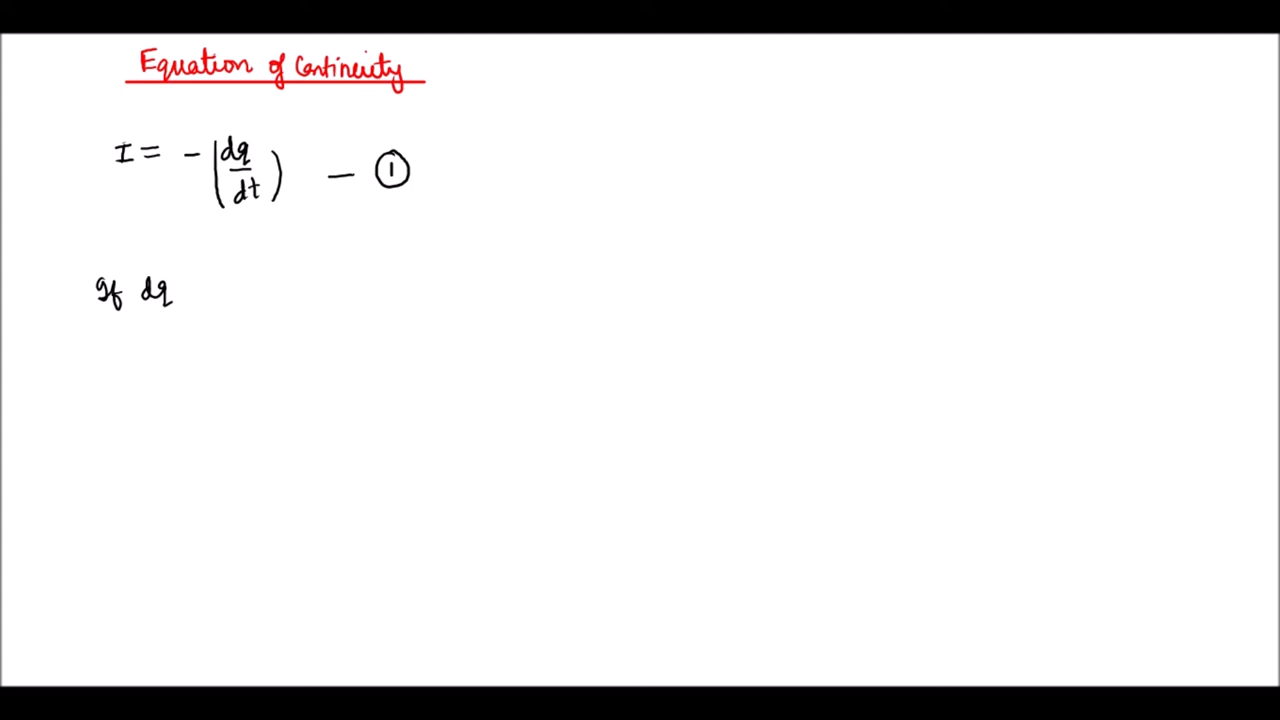 Equation of Continuity
I = - (dq/dt) — ①
If dq